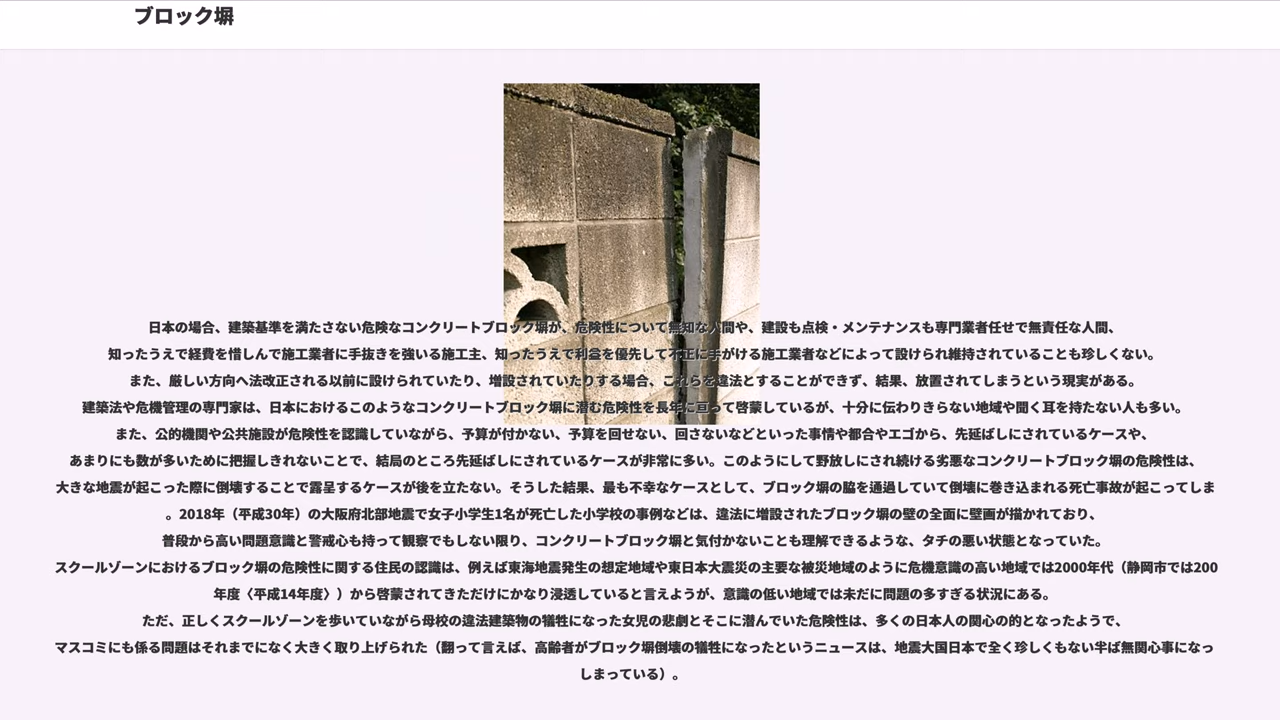 ブロック塀
日本の場合、建築基準を満たさない危険なコンクリートブロック塀が、危険性について無知な人間や、建設も点検・メンテナンスも専門業者任せで無責任な人間、
知ったうえで経費を惜しんで施工業者に手抜きを強いる施工主、知ったうえで利益を優先して不正に手がける施工業者などによって設けられ維持されていることも珍しくない。
また、厳しい方向へ法改正される以前に設けられていたり、増設されていたりする場合、これらを違法とすることができず、結果、放置されてしまうという現実がある。
建築法や危機管理の専門家は、日本におけるこのようなコンクリートブロック塀に潜む危険性を長年に亘って啓蒙しているが、十分に伝わりきらない地域や聞く耳を持たない人も多い。
また、公的機関や公共施設が危険性を認識していながら、予算が付かない、予算を回せない、回さないなどといった事情や都合やエゴから、先延ばしにされているケースや、
あまりにも数が多いために把握しきれないことで、結局のところ先延ばしにされているケースが非常に多い。このようにして野放しにされ続ける劣悪なコンクリートブロック塀の危険性は、
大きな地震が起こった際に倒壊することで露呈するケースが後を立たない。そうした結果、最も不幸なケースとして、ブロック塀の脇を通過していて倒壊に巻き込まれる死亡事故が起こってしま
。2018年（平成30年）の大阪府北部地震で女子小学生1名が死亡した小学校の事例などは、違法に増設されたブロック塀の壁の全面に壁画が描かれており、
普段から高い問題意識と警戒心も持って観察でもしない限り、コンクリートブロック塀と気付かないことも理解できるような、タチの悪い状態となっていた。
スクールゾーンにおけるブロック塀の危険性に関する住民の認識は、例えば東海地震発生の想定地域や東日本大震災の主要な被災地域のように危機意識の高い地域では2000年代（静岡市では200
年度〈平成14年度〉）から啓蒙されてきただけにかなり浸透していると言えようが、意識の低い地域では未だに問題の多すぎる状況にある。
ただ、正しくスクールゾーンを歩いていながら母校の違法建築物の犠牲になった女児の悲劇とそこに潜んでいた危険性は、多くの日本人の関心の的となったようで、
マスコミにも係る問題はそれまでになく大きく取り上げられた（翻って言えば、高齢者がブロック塀倒壊の犠牲になったというニュースは、地震大国日本で全く珍しくもない半ば無関心事になっ
しまっている）。